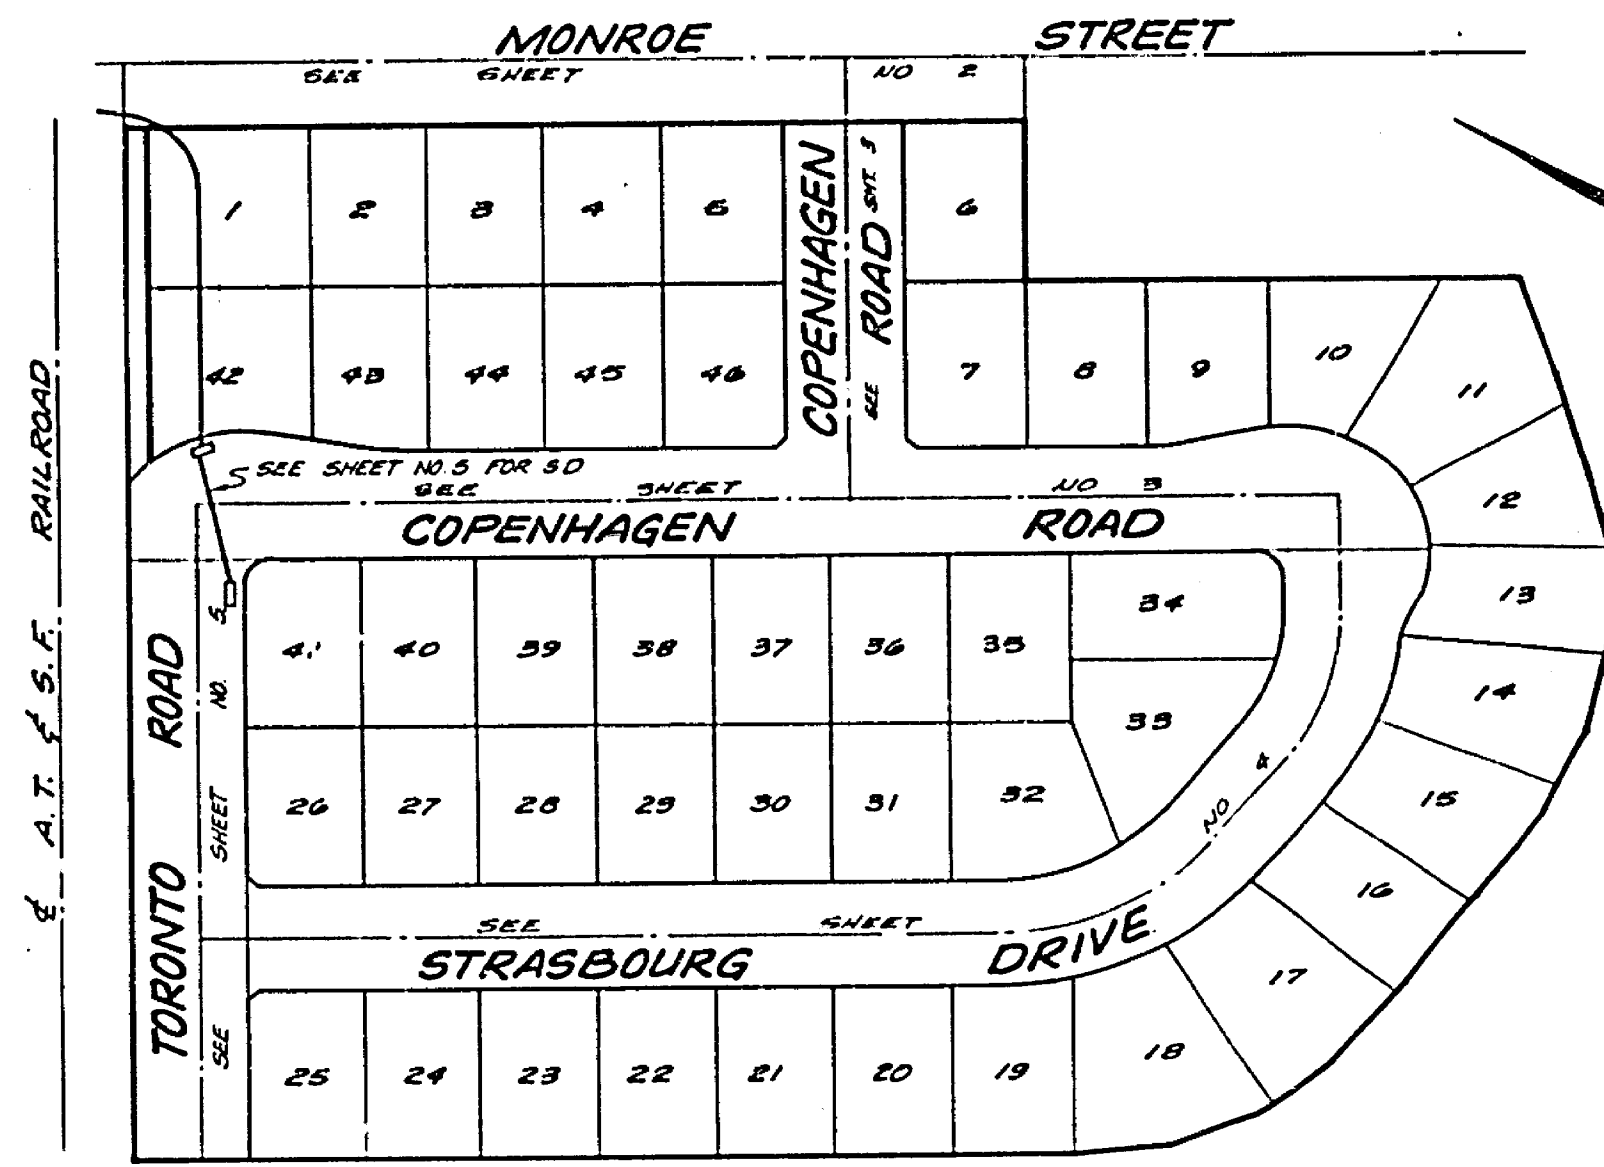 MONROE STREET
SEE SHEET NO 2
1 2 3 4 5 6
COPENHAGEN ROAD
SEE SHT 3
42 43 44 45 46 7 8 9 10 11
12
SEE SHEET NO. 5 FOR SD
SEE SHEET NO 3
COPENHAGEN ROAD
℄ A.T. & S.F. RAILROAD
41 40 39 38 37 36 35 34 13
33 14
26 27 28 29 30 31 32 15
16
TORONTO ROAD
SEE SHEET NO. 5
SEE SHEET NO 4
STRASBOURG DRIVE
17
25 24 23 22 21 20 19 18